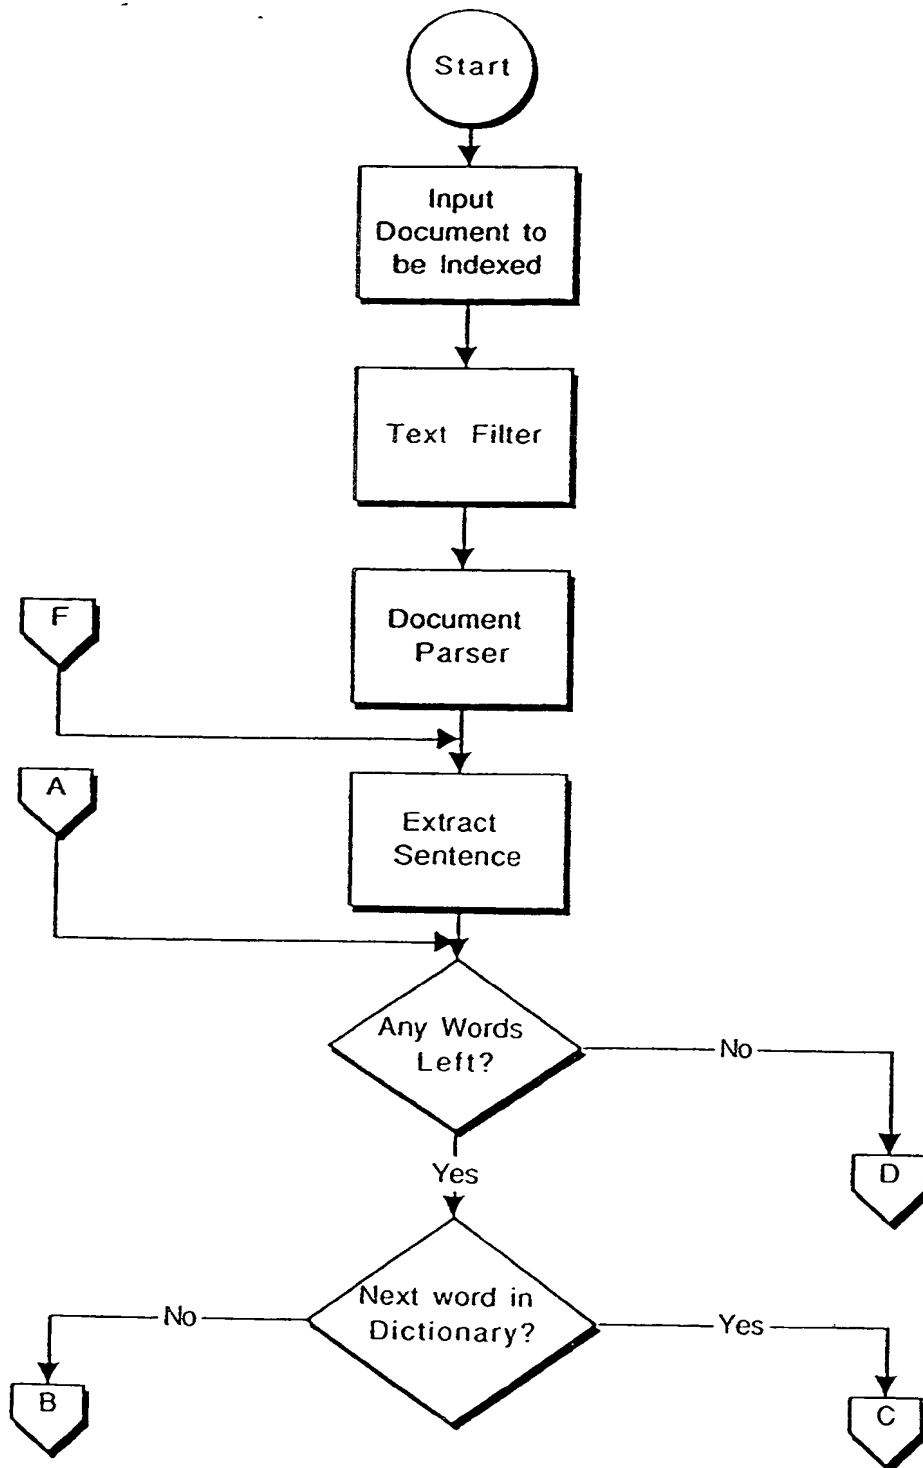 Start
Input
Document to
be Indexed
Text Filter
Document
Parser
F
A
Extract
Sentence
Any Words
Left?
No
D
Yes
Next word in
Dictionary?
No
Yes
B
C